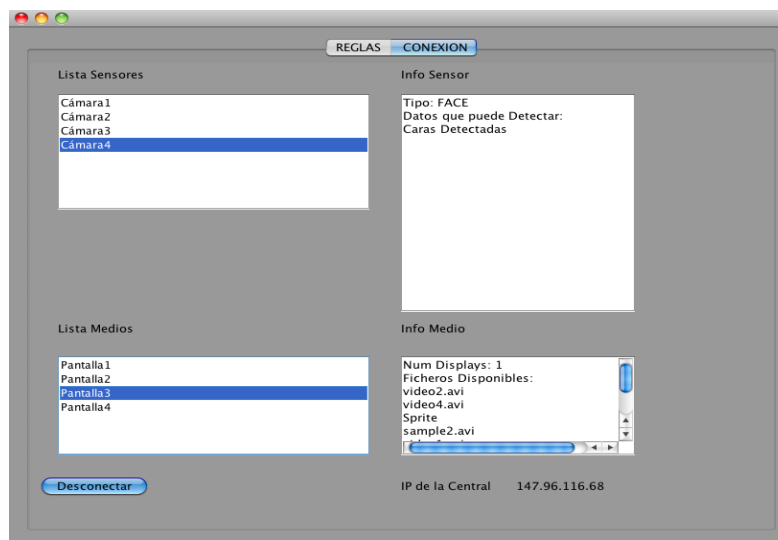 REGLAS CONEXION
Lista Sensores
Cámara1
Cámara2
Cámara3
Cámara4
Info Sensor
Tipo: FACE
Datos que puede Detectar:
Caras Detectadas
Lista Medios
Pantalla1
Pantalla2
Pantalla3
Pantalla4
Info Medio
Num Displays: 1
Ficheros Disponibles:
video2.avi
video4.avi
Sprite
sample2.avi
Desconectar
IP de la Central 147.96.116.68